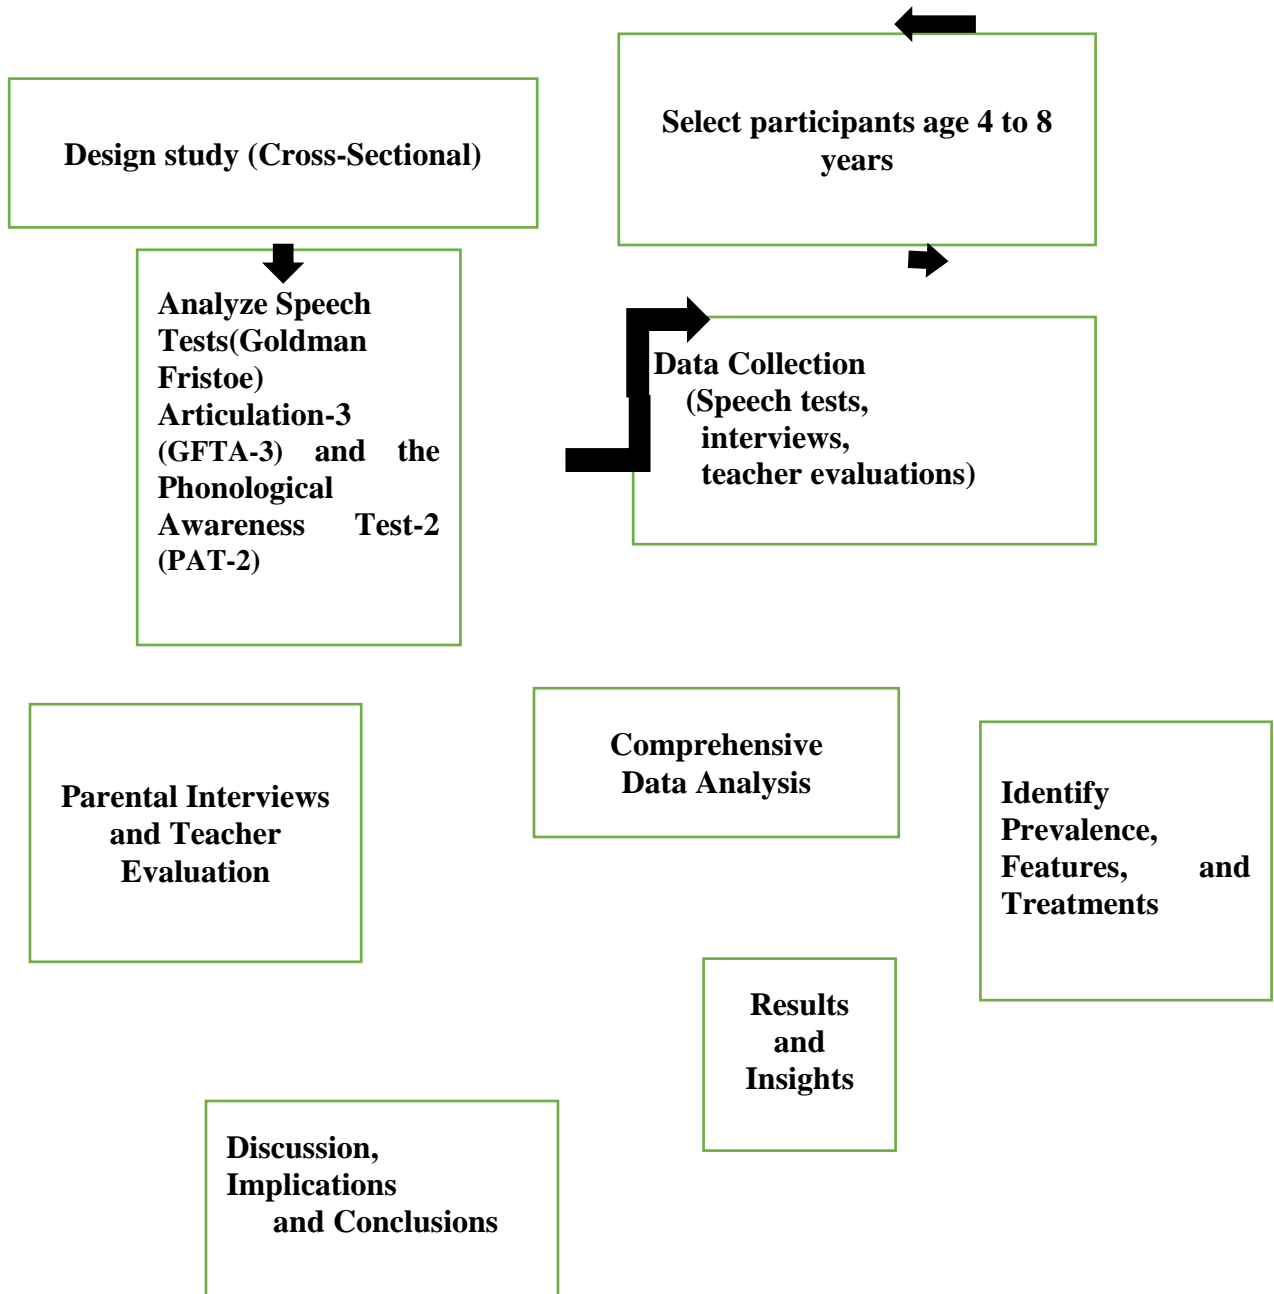 Design study (Cross-Sectional)
Select participants age 4 to 8
years
Analyze Speech
Tests(Goldman
Fristoe)
Articulation-3
(GFTA-3) and the
Phonological
Awareness Test-2
(PAT-2)
Data Collection
(Speech tests,
interviews,
teacher evaluations)
Parental Interviews
and Teacher
Evaluation
Comprehensive
Data Analysis
Identify
Prevalence,
Features, and
Treatments
Results
and
Insights
Discussion,
Implications
and Conclusions